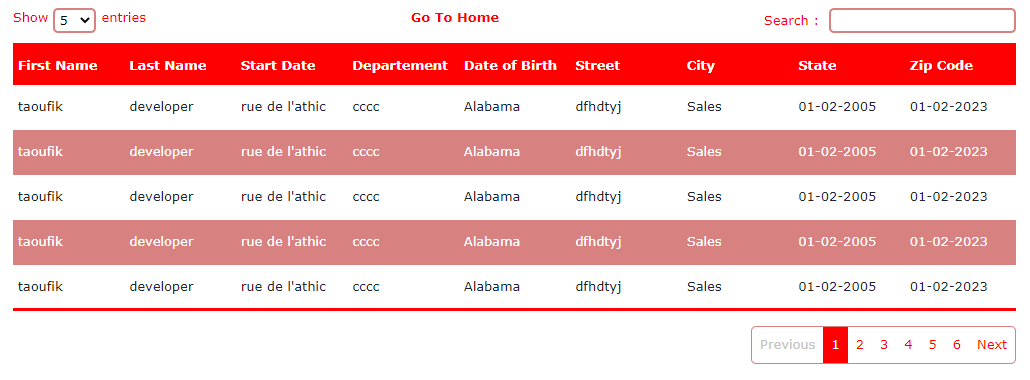 Show 5 entries Go To Home Search :
First Name Last Name Start Date Departement Date of Birth Street City State Zip Code
taoufik developer rue de l'athic cccc Alabama dfhdtyj Sales 01-02-2005 01-02-2023
taoufik developer rue de l'athic cccc Alabama dfhdtyj Sales 01-02-2005 01-02-2023
taoufik developer rue de l'athic cccc Alabama dfhdtyj Sales 01-02-2005 01-02-2023
taoufik developer rue de l'athic cccc Alabama dfhdtyj Sales 01-02-2005 01-02-2023
taoufik developer rue de l'athic cccc Alabama dfhdtyj Sales 01-02-2005 01-02-2023
Previous 1 2 3 4 5 6 Next